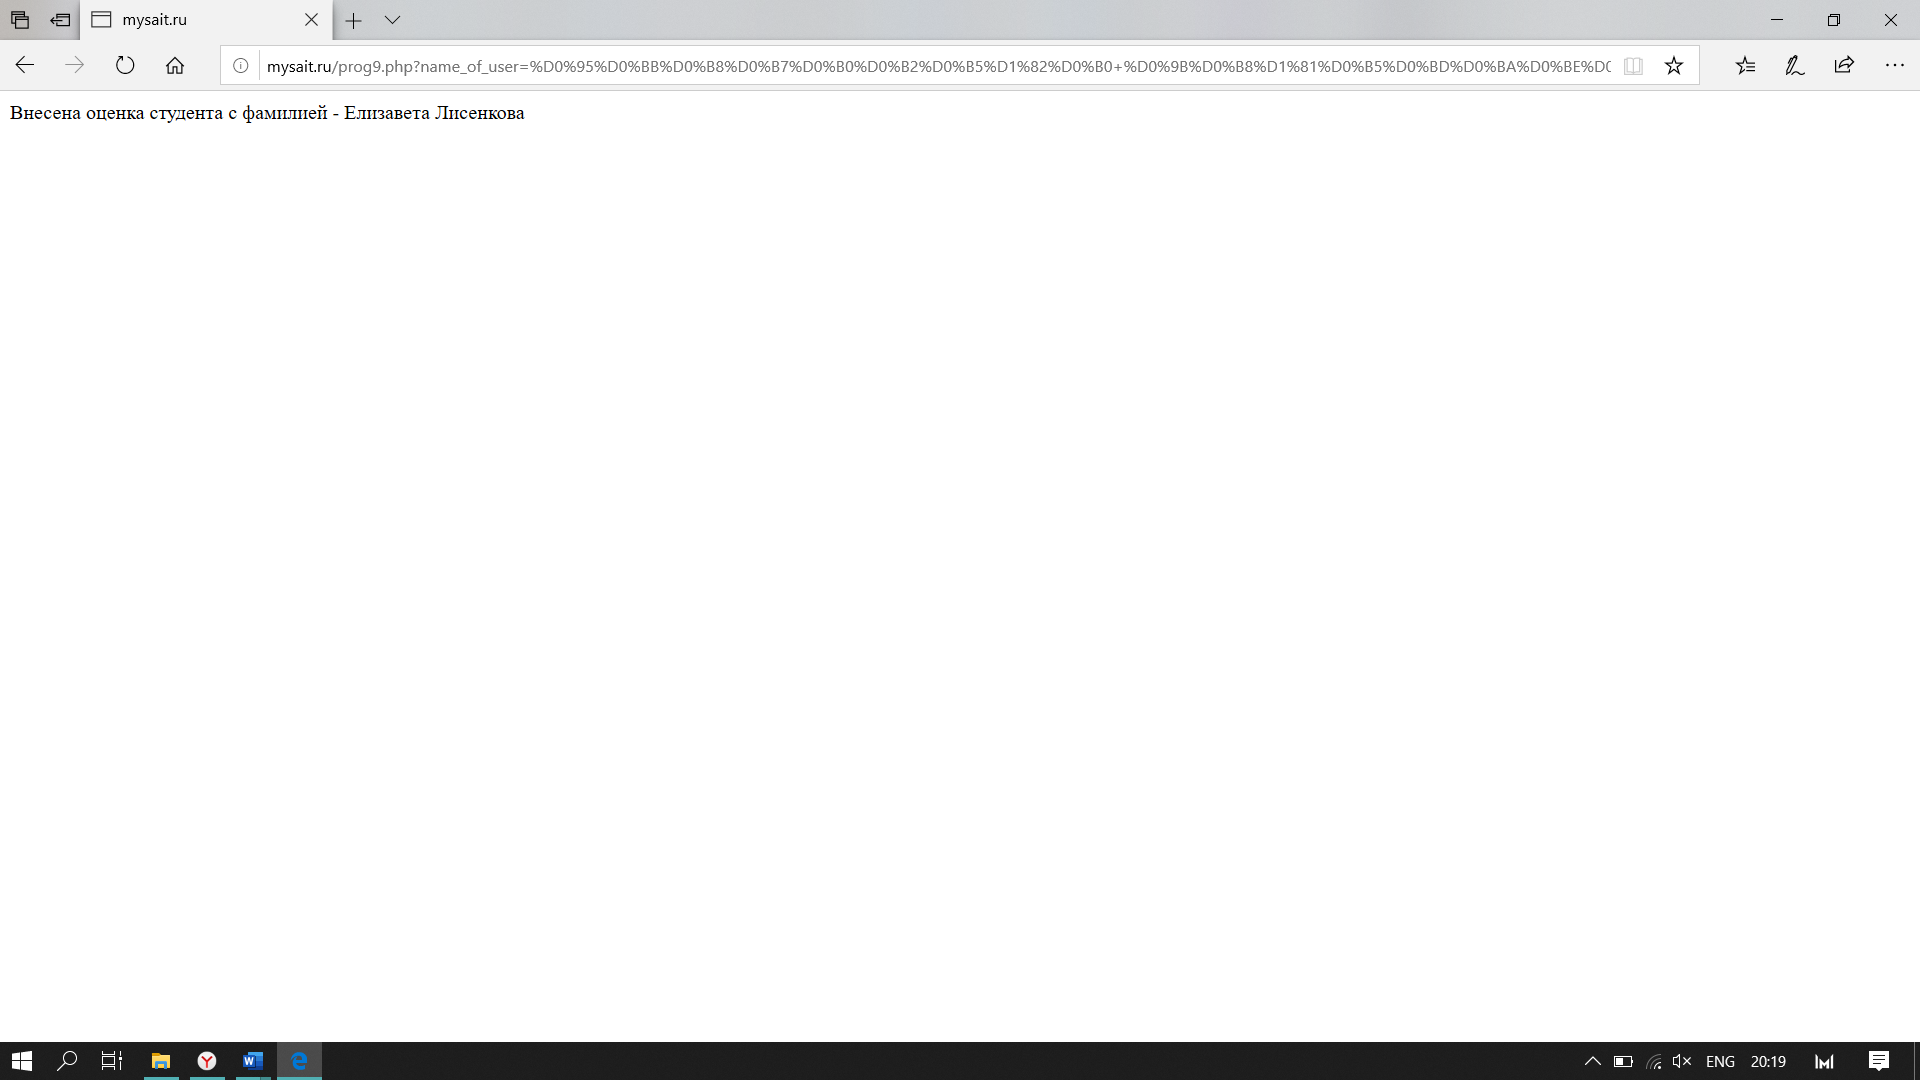 mysait.ru
mysait.ru/prog9.php?name_of_user=%D0%95%D0%BB%D0%B8%D0%B7%D0%B0%D0%B2%D0%B5%D1%82%D0%B0+%D0%9B%D0%B8%D1%81%D0%B5%D0%BD%D0%BA%D0%BE%D0
Внесена оценка студента с фамилией - Елизавета Лисенкова
ENG 20:19